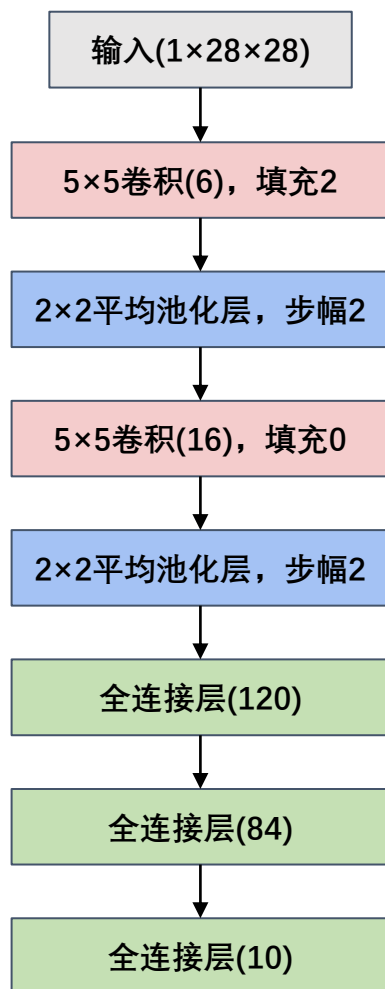 输入(1×28×28)
5×5卷积(6)，填充2
2×2平均池化层，步幅2
5×5卷积(16)，填充0
2×2平均池化层，步幅2
全连接层(120)
全连接层(84)
全连接层(10)